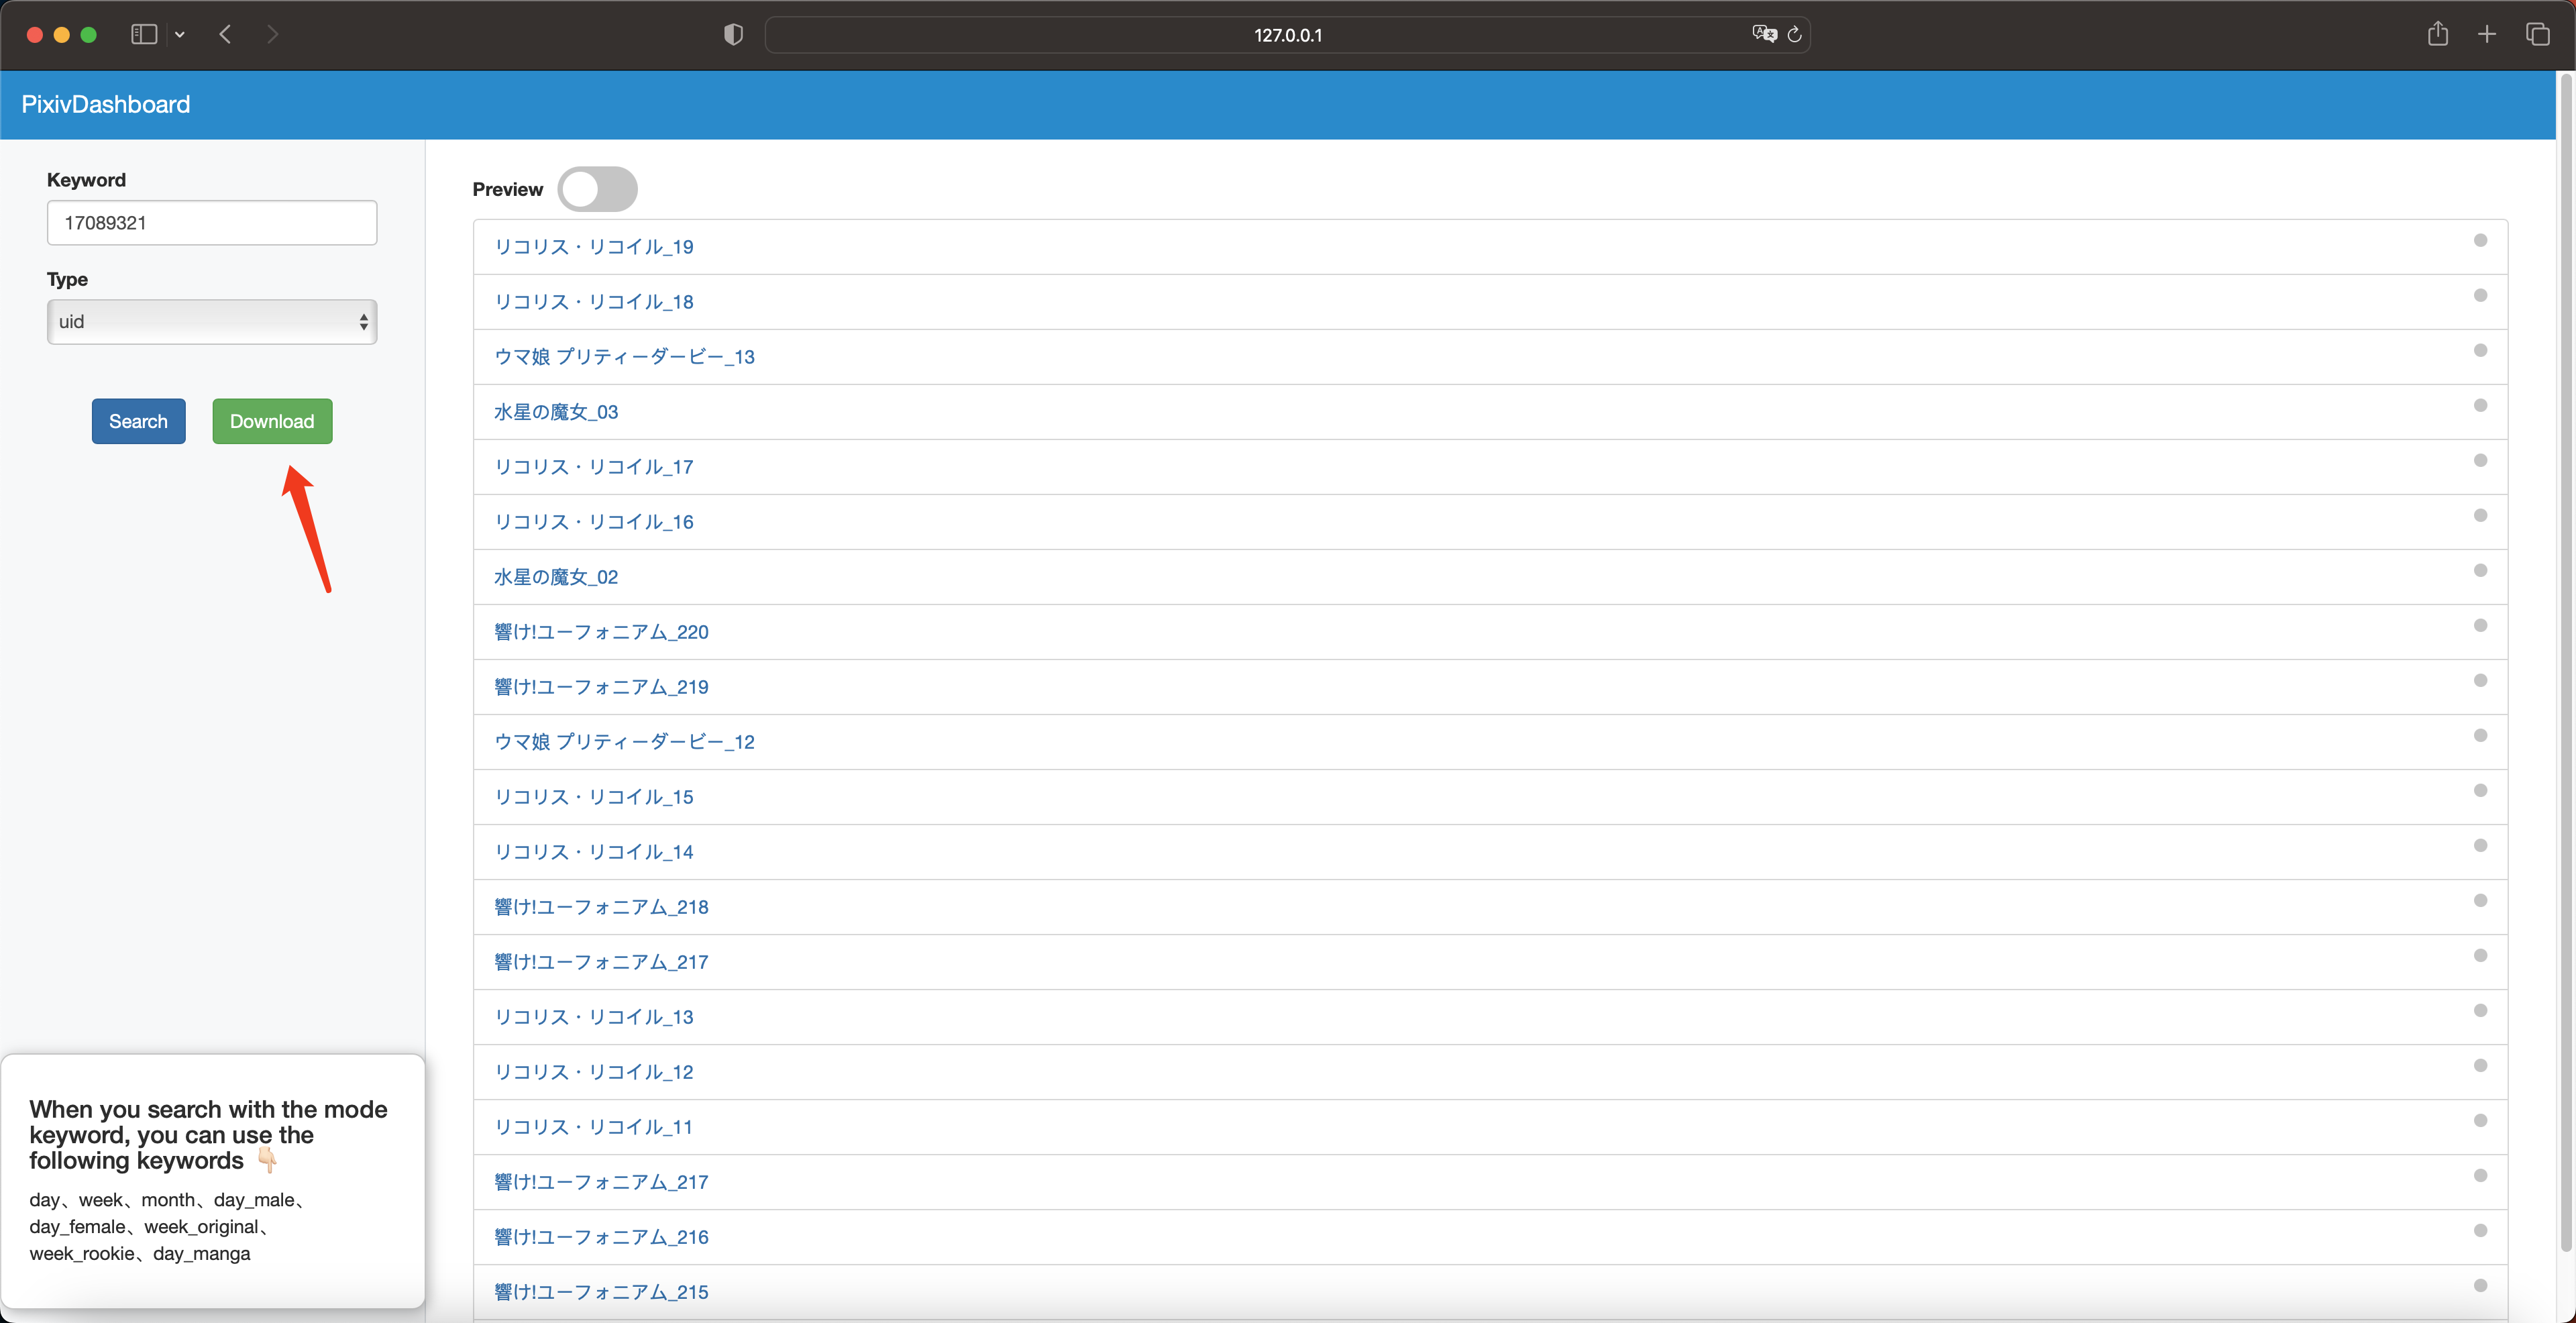 127.0.0.1
PixivDashboard
Keyword
17089321
Type
uid
Search
Download
When you search with the mode
keyword, you can use the
following keywords 👇🏻
day、week、month、day_male、
day_female、week_original、
week_rookie、day_manga
Preview
リコリス・リコイル_19
リコリス・リコイル_18
ウマ娘 プリティーダービー_13
水星の魔女_03
リコリス・リコイル_17
リコリス・リコイル_16
水星の魔女_02
響け!ユーフォニアム_220
響け!ユーフォニアム_219
ウマ娘 プリティーダービー_12
リコリス・リコイル_15
リコリス・リコイル_14
響け!ユーフォニアム_218
響け!ユーフォニアム_217
リコリス・リコイル_13
リコリス・リコイル_12
リコリス・リコイル_11
響け!ユーフォニアム_217
響け!ユーフォニアム_216
響け!ユーフォニアム_215